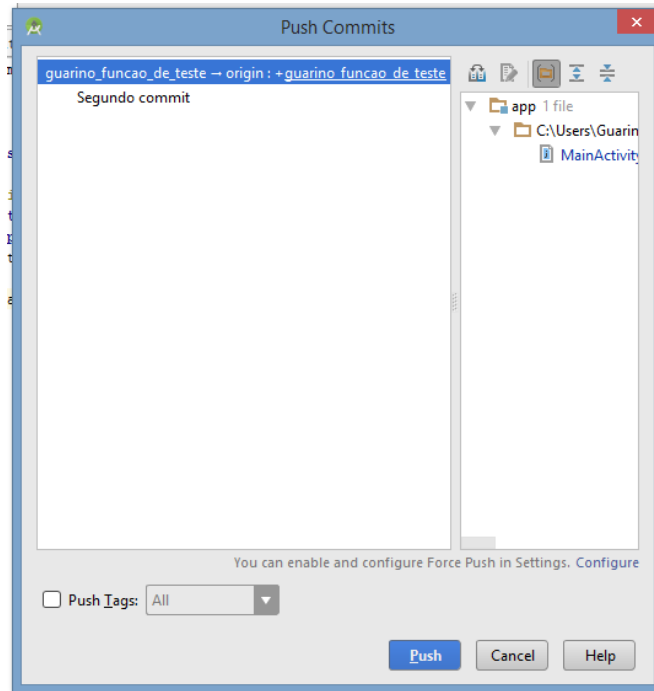 Push Commits
guarino_funcao_de_teste → origin : +guarino_funcao_de_teste
Segundo commit
app 1 file
C:\Users\Guarin
MainActivity
You can enable and configure Force Push in Settings. Configure
Push Tags: All
Push Cancel Help